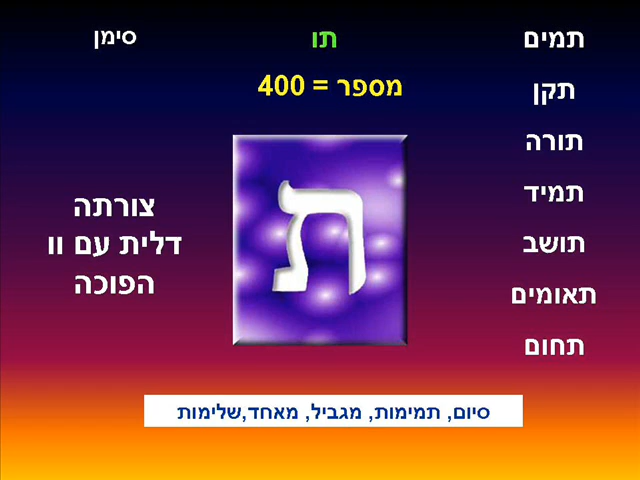 תמים
תו
סימן
מספר = 400
תקן
תורה
תמיד
תושב
תאומים
תחום
ת
צורתה
דלית עם וו
הפוכה
סיום, תמימות, מגביל, מאחד,שלימות